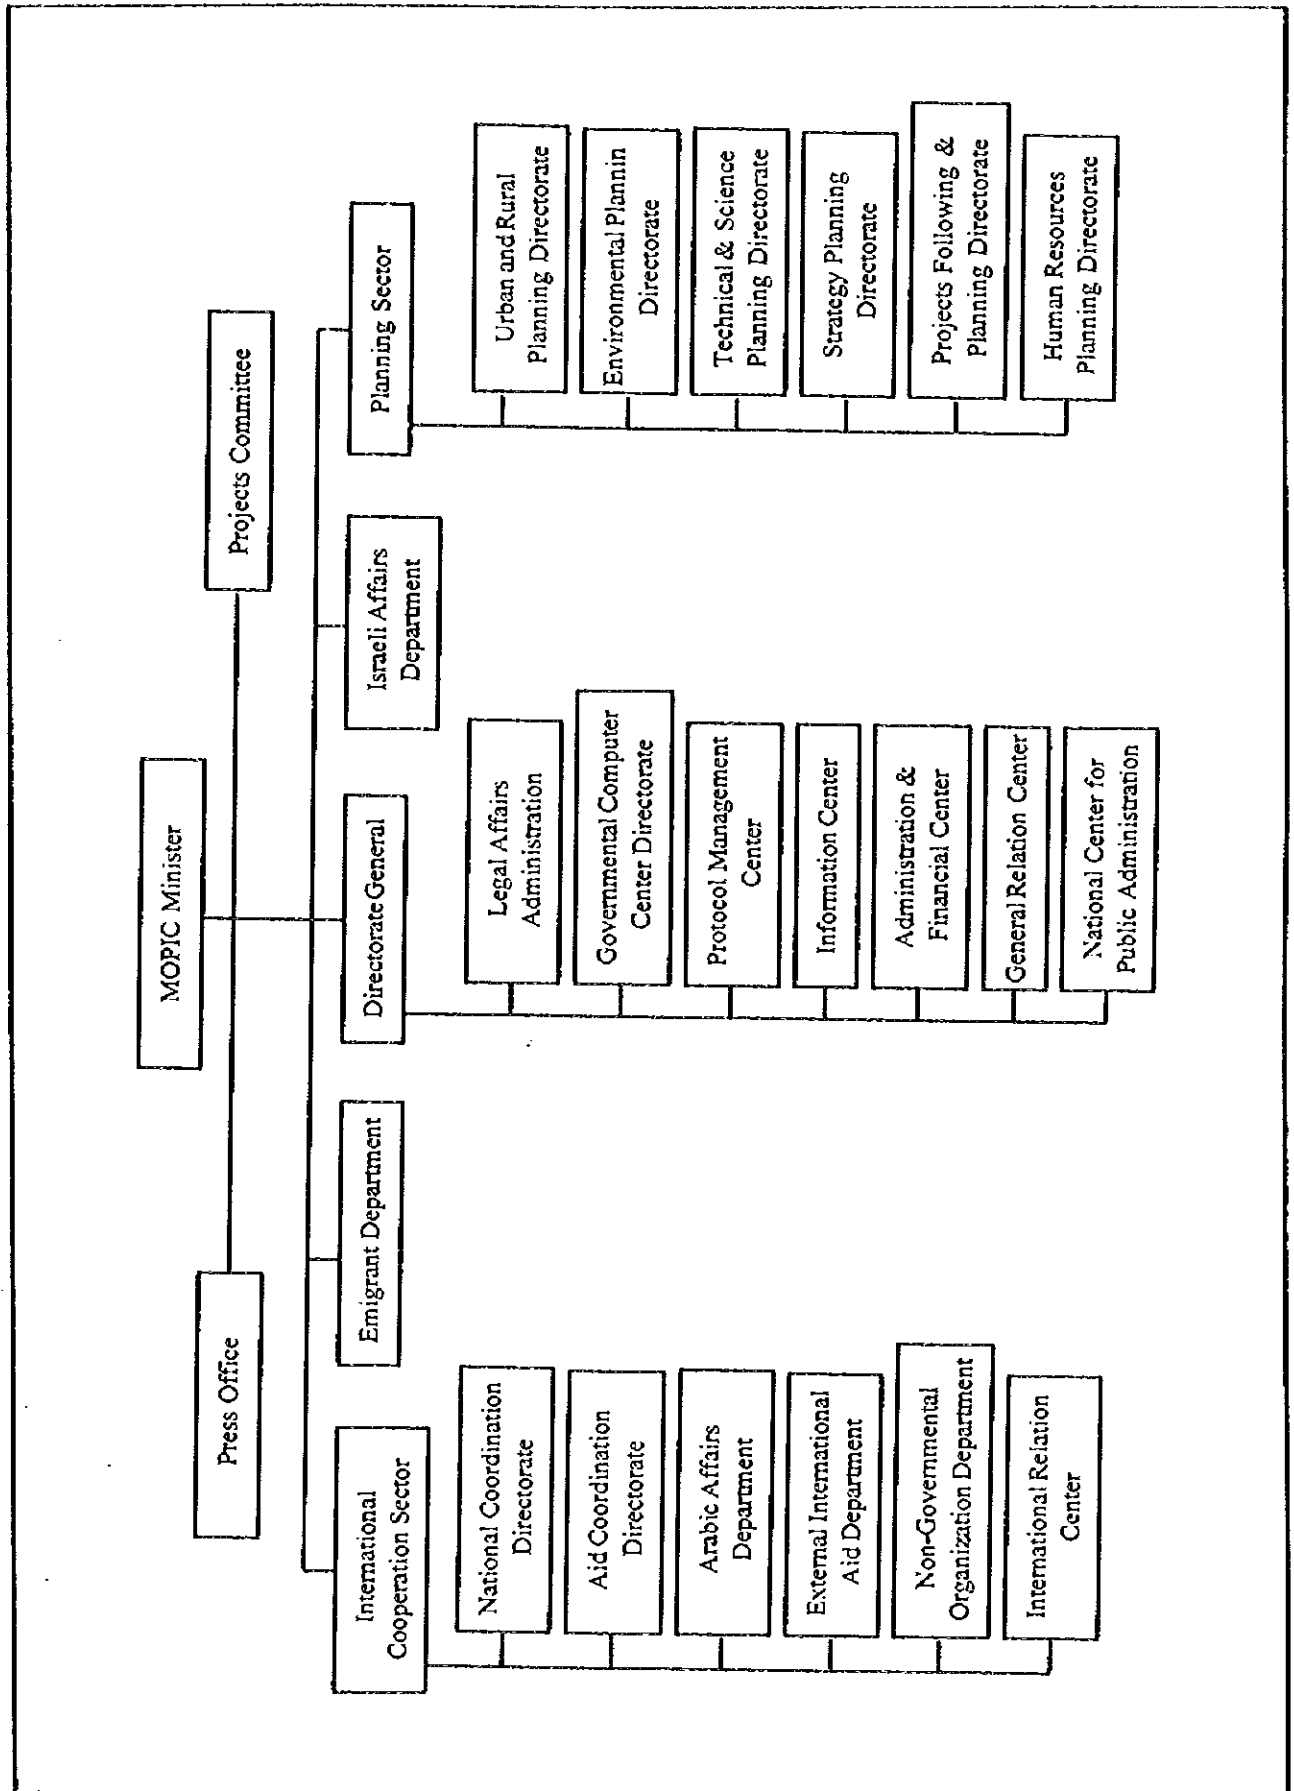 MOPIC Minister
Press Office
Projects Committee
International
Cooperation Sector
Emigrant Department
Directorate General
Israeli Affairs
Department
Planning Sector
National Coordination
Directorate
Aid Coordination
Directorate
Arabic Affairs
Department
External International
Aid Department
Non-Governmental
Organization Department
International Relation
Center
Legal Affairs
Administration
Governmental Computer
Center Directorate
Protocol Management
Center
Information Center
Administration &
Financial Center
General Relation Center
National Center for
Public Administration
Urban and Rural
Planning Directorate
Environmental Plannin
Directorate
Technical & Science
Planning Directorate
Strategy Planning
Directorate
Projects Following &
Planning Directorate
Human Resources
Planning Directorate